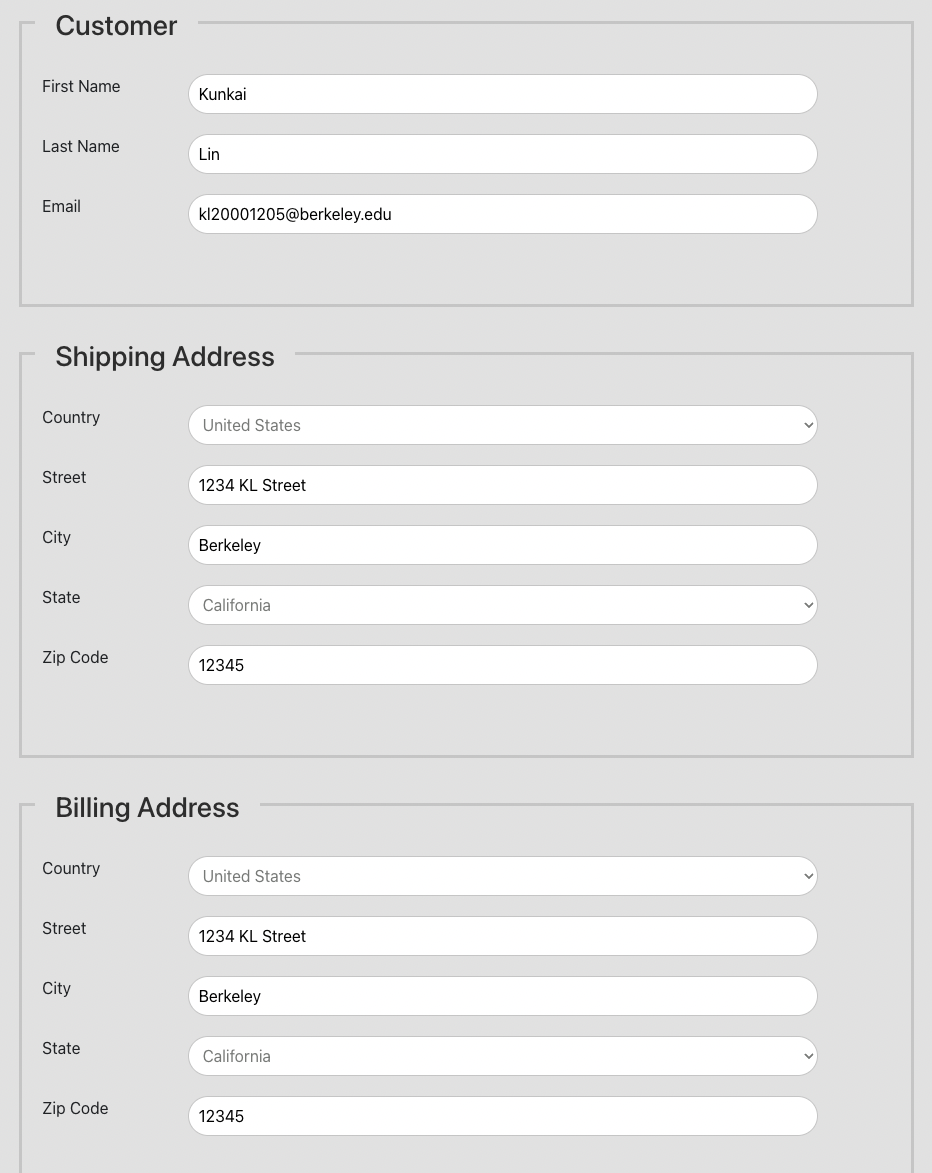 Customer
First Name
Kunkai
Last Name
Lin
Email
kl20001205@berkeley.edu
Shipping Address
Country
United States
Street
1234 KL Street
City
Berkeley
State
California
Zip Code
12345
Billing Address
Country
United States
Street
1234 KL Street
City
Berkeley
State
California
Zip Code
12345